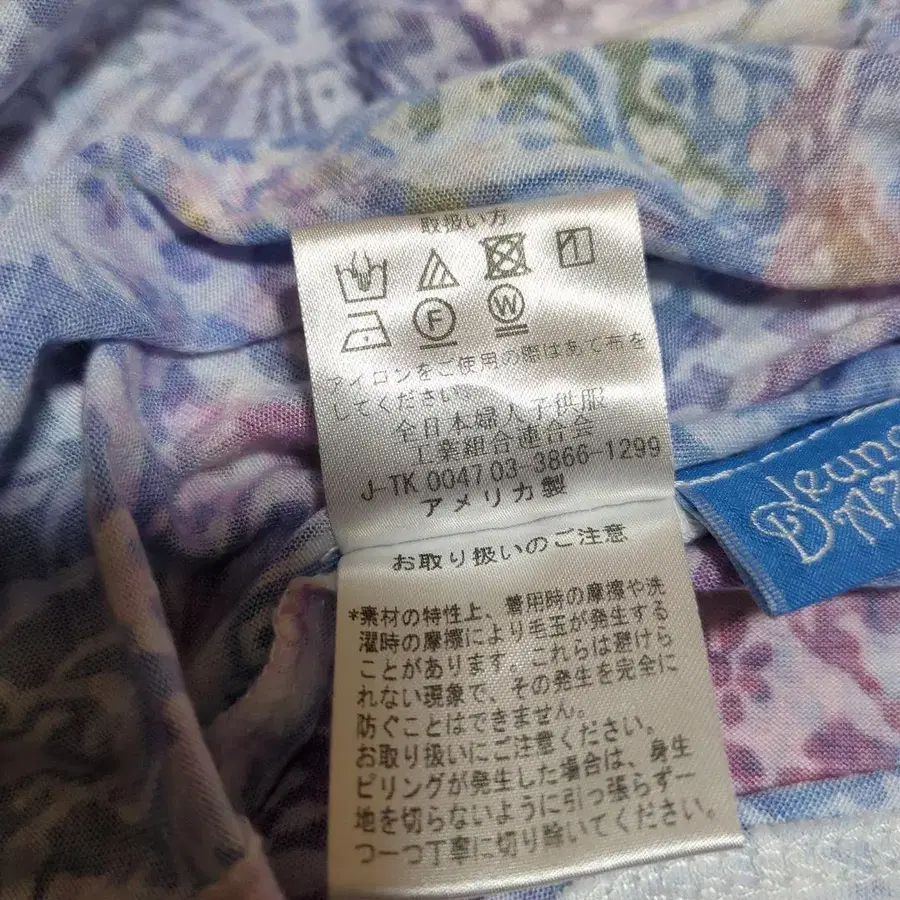 取扱い方
F W
アイロンをご使用の際はあて布を
してください。
全日本婦人子供服
工業組合連合会
J-TK 004703-3866-1299
アメリカ製
お取り扱いのご注意
*素材の特性上、着用時の摩擦や洗
濯時の摩擦により毛玉が発生する
ことがあります。これらは避けら
れない現象で、その発生を完全に
防ぐことはできません。
お取り扱いにご注意ください。
ピリングが発生した場合は、身生
地を切らないように引っ張らず一
つ一つ丁寧に切り除いてください。